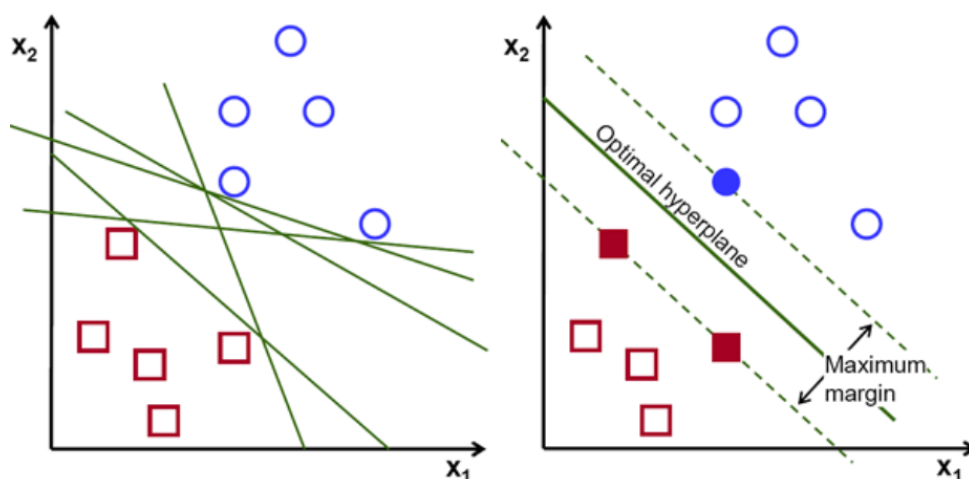 x₂
x₁
x₂
Optimal hyperplane
Maximum
margin
x₁